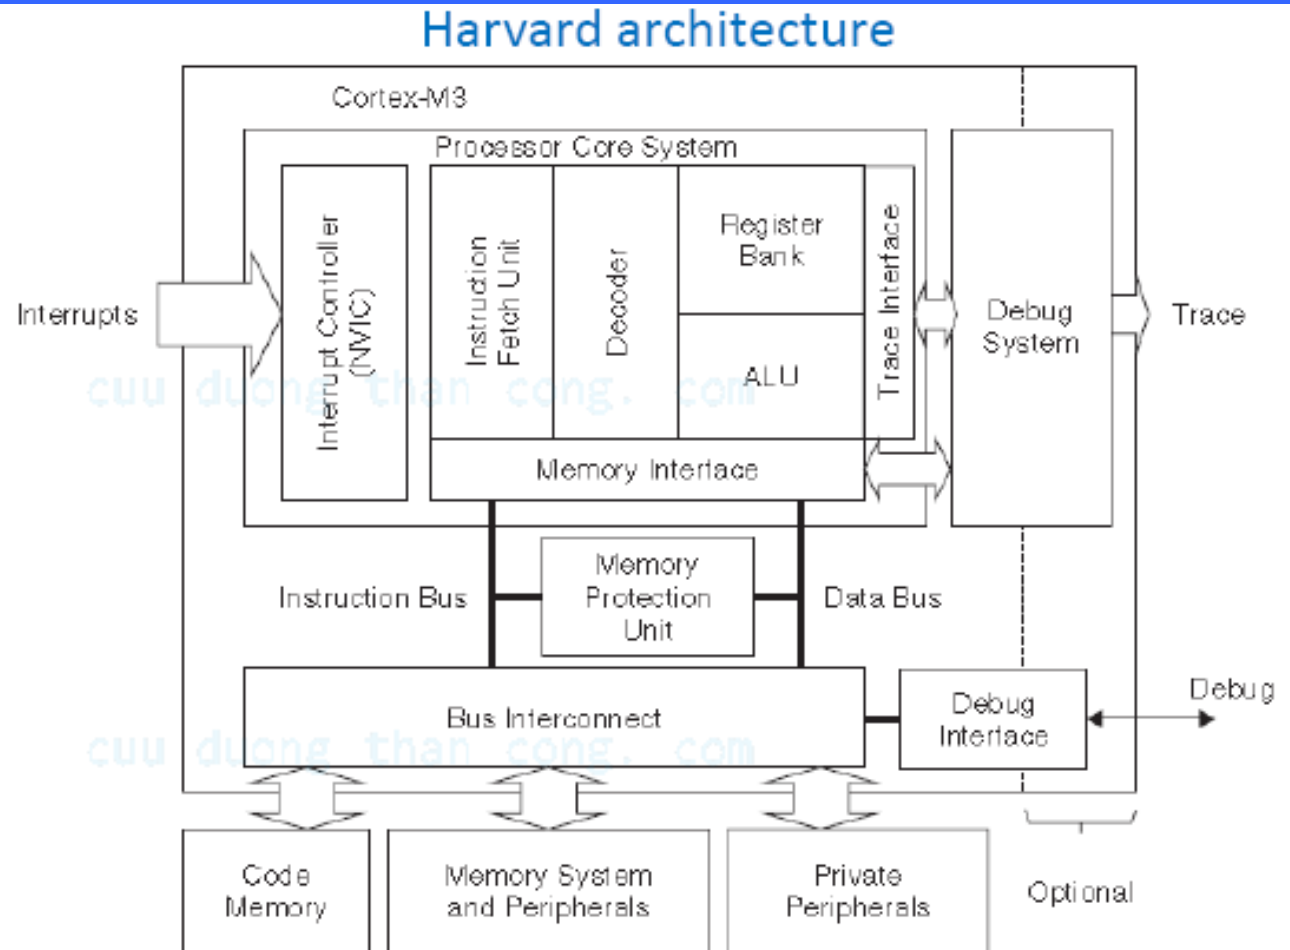 Harvard architecture
Cortex-M3
Processor Core System
Interrupts
Interrupt Controller
(NVIC)
Instruction
Fetch Unit
Decoder
Register
Bank
ALU
Trace Interface
Debug
System
Trace
cuu duong than cong. com
Memory Interface
Instruction Bus
Memory
Protection
Unit
Data Bus
Bus Interconnect
Debug
Interface
Debug
cuu duong than cong. com
Code
Memory
Memory System
and Peripherals
Private
Peripherals
Optional